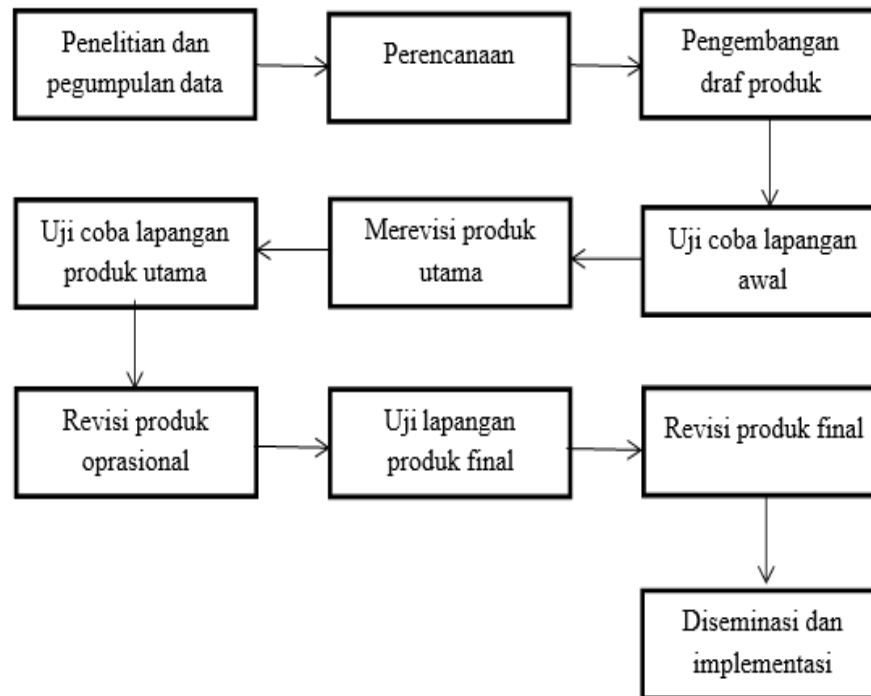 Penelitian dan
pegumpulan data
Perencanaan
Pengembangan
draf produk
Uji coba lapangan
awal
Merevisi produk
utama
Uji coba lapangan
produk utama
Revisi produk
oprasional
Uji lapangan
produk final
Revisi produk final
Diseminasi dan
implementasi